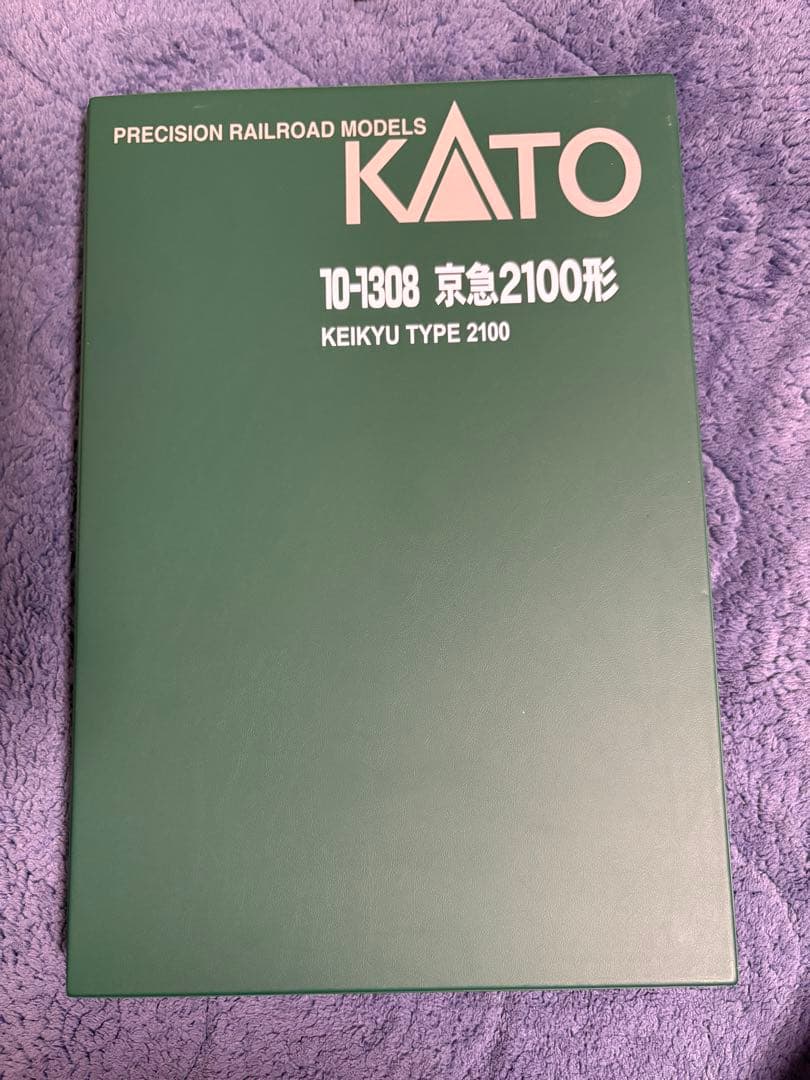 PRECISION RAILROAD MODELS
KATO
10-1308 京急2100形
KEIKYU TYPE 2100